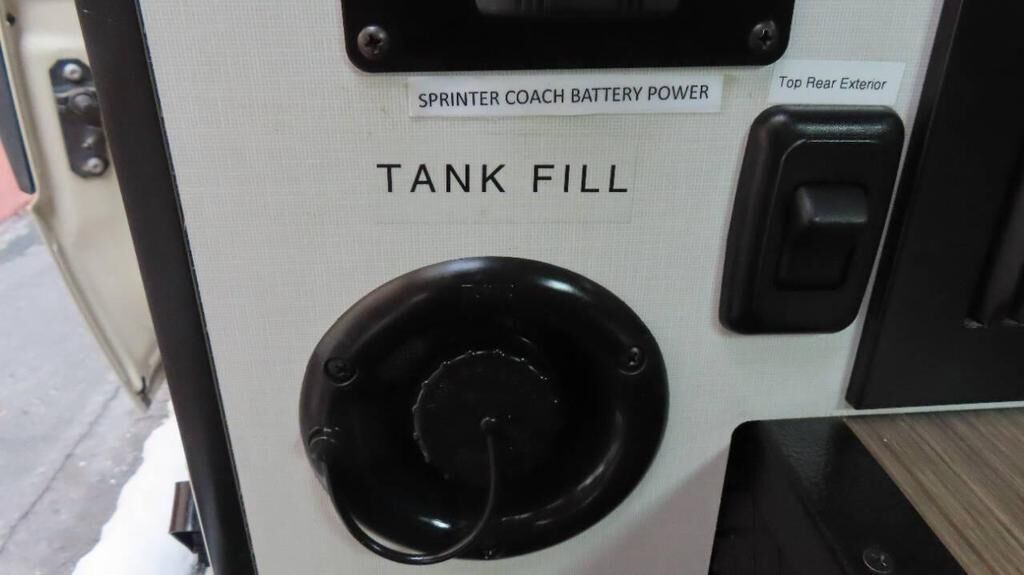 SPRINTER COACH BATTERY POWER
Top Rear Exterior
TANK FILL